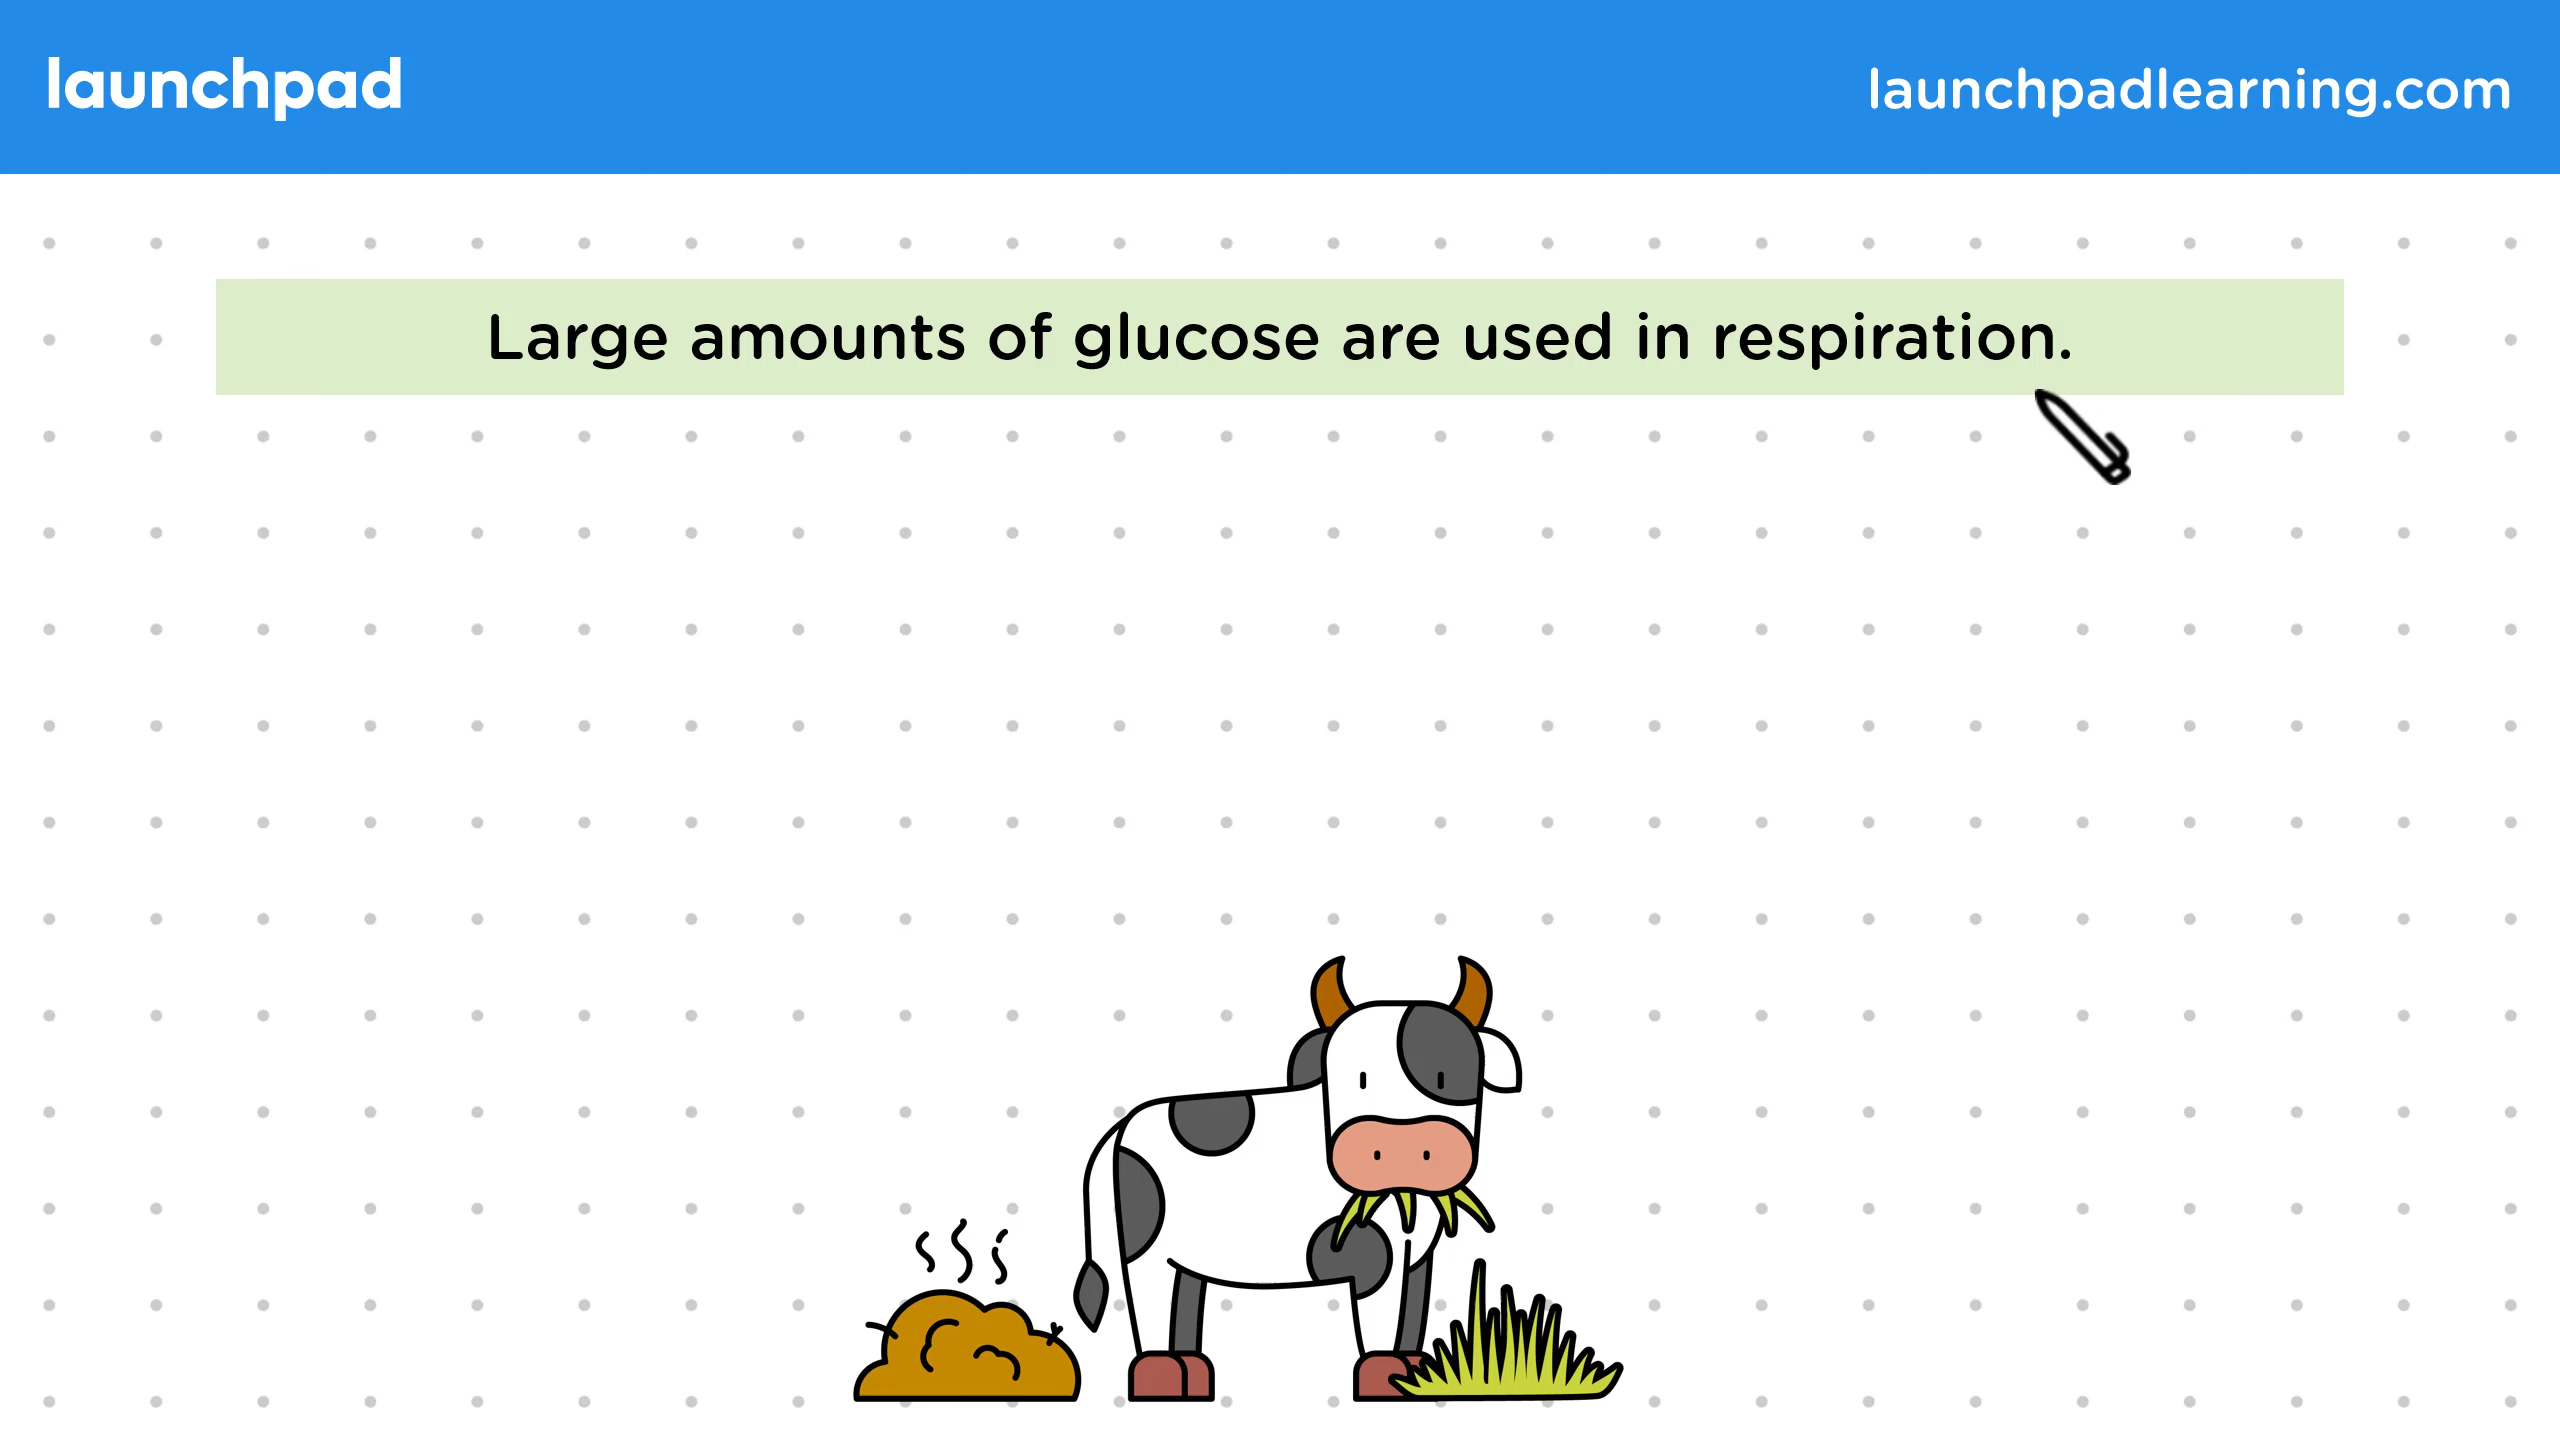 launchpad
launchpadlearning.com
Large amounts of glucose are used in respiration.